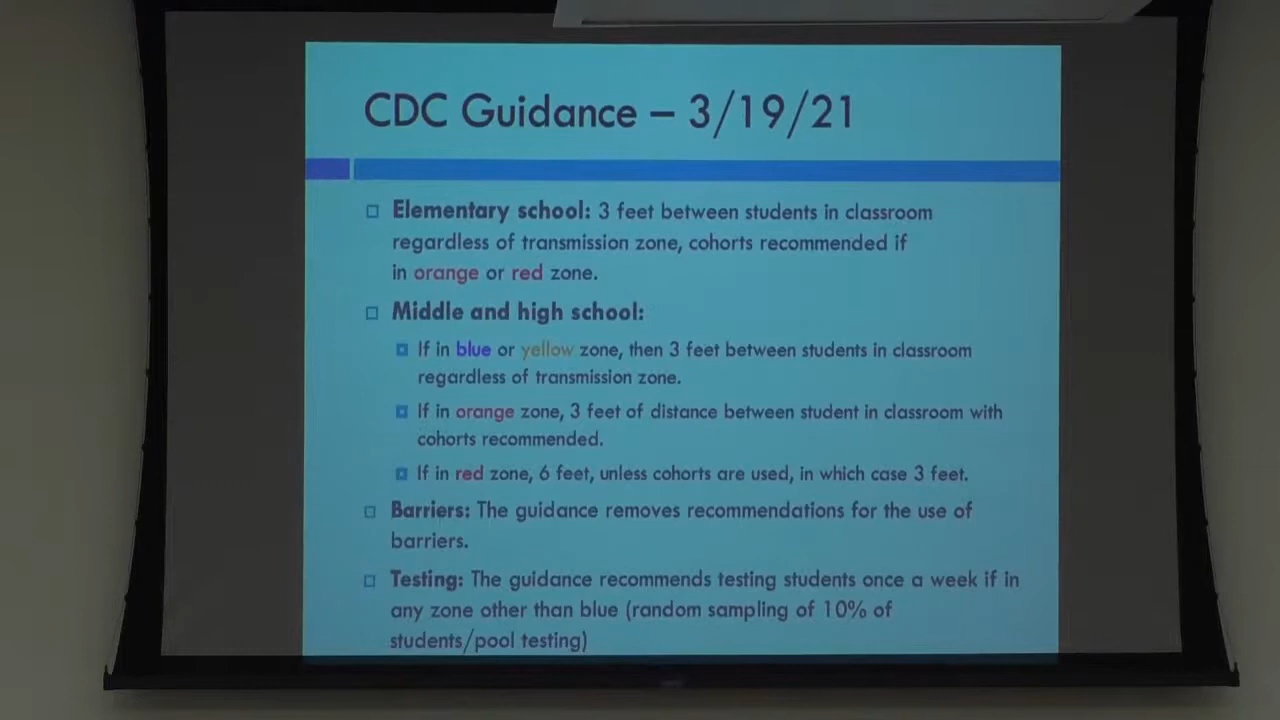 CDC Guidance – 3/19/21
Elementary school: 3 feet between students in classroom
regardless of transmission zone, cohorts recommended if
in orange or red zone.
Middle and high school:
If in blue or yellow zone, then 3 feet between students in classroom
regardless of transmission zone.
If in orange zone, 3 feet of distance between student in classroom with
cohorts recommended.
If in red zone, 6 feet, unless cohorts are used, in which case 3 feet.
Barriers: The guidance removes recommendations for the use of
barriers.
Testing: The guidance recommends testing students once a week if in
any zone other than blue (random sampling of 10% of
students/pool testing)